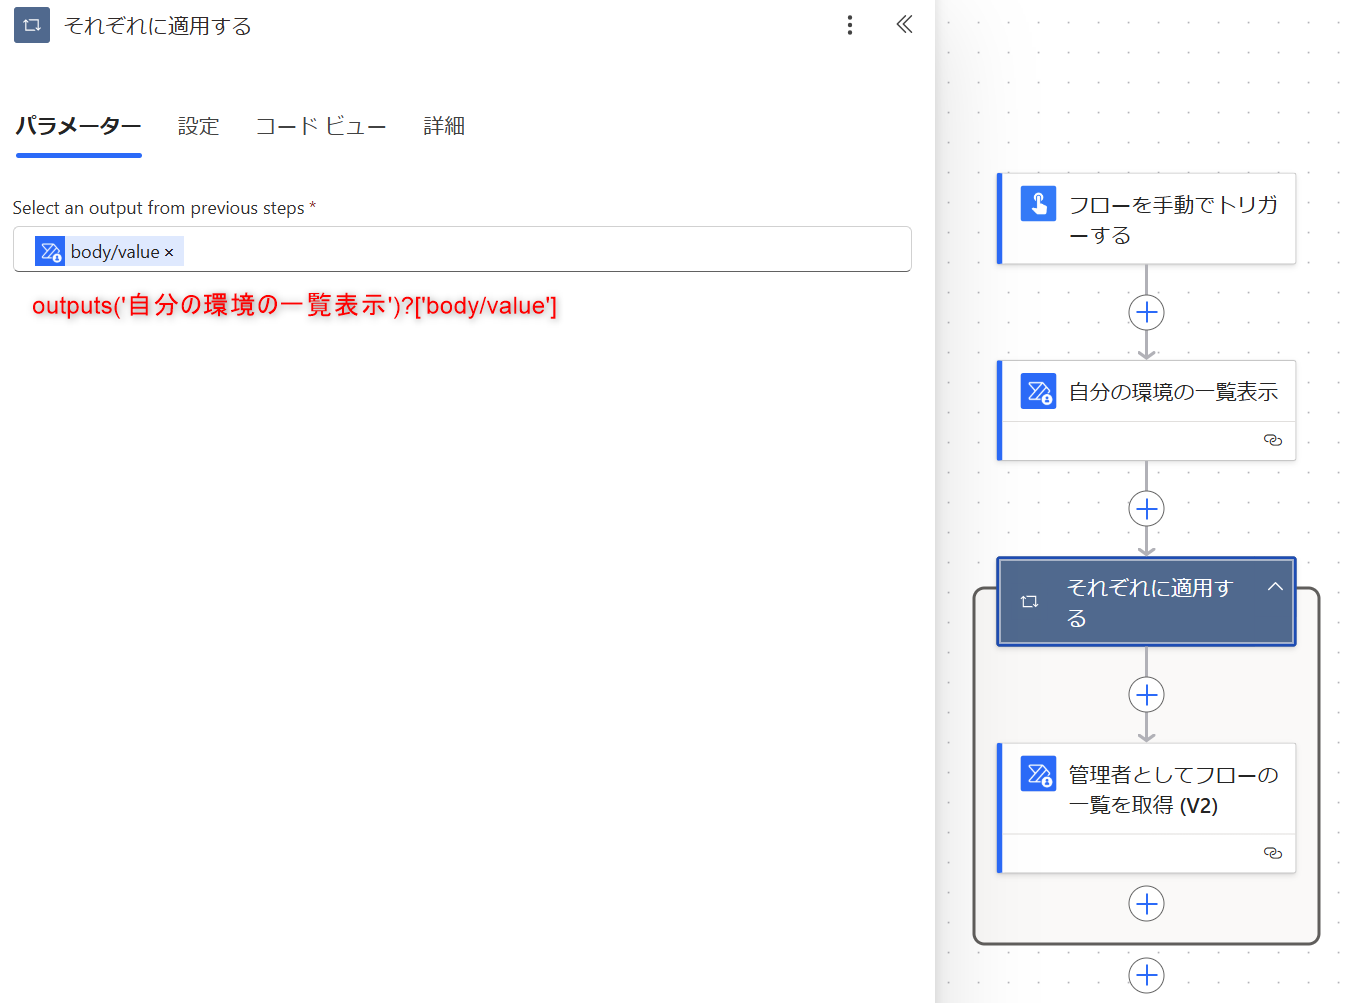 それぞれに適用する
パラメーター
設定
コード ビュー
詳細
Select an output from previous steps *
body/value ×
outputs('自分の環境の一覧表示')?['body/value']
フローを手動でトリガ
ーする
自分の環境の一覧表示
それぞれに適用す
る
管理者としてフローの
一覧を取得 (V2)